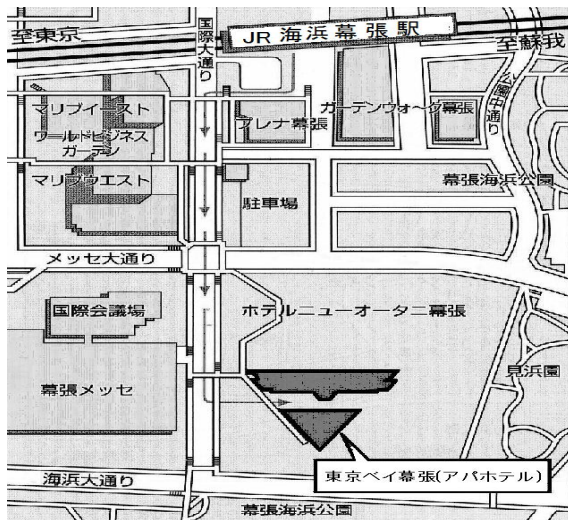 JR海浜幕張駅
至東京
至蘇我
国際大通り
公園中通り
マリブイースト
ワールドビジネス
ガーデン
マリブウエスト
アレナ幕張
ガーデンウォーク幕張
幕張海浜公園
駐車場
メッセ大通り
国際会議場
ホテルニューオータニ幕張
幕張メッセ
見浜園
東京ベイ幕張(アパホテル)
海浜大通り
幕張海浜公園